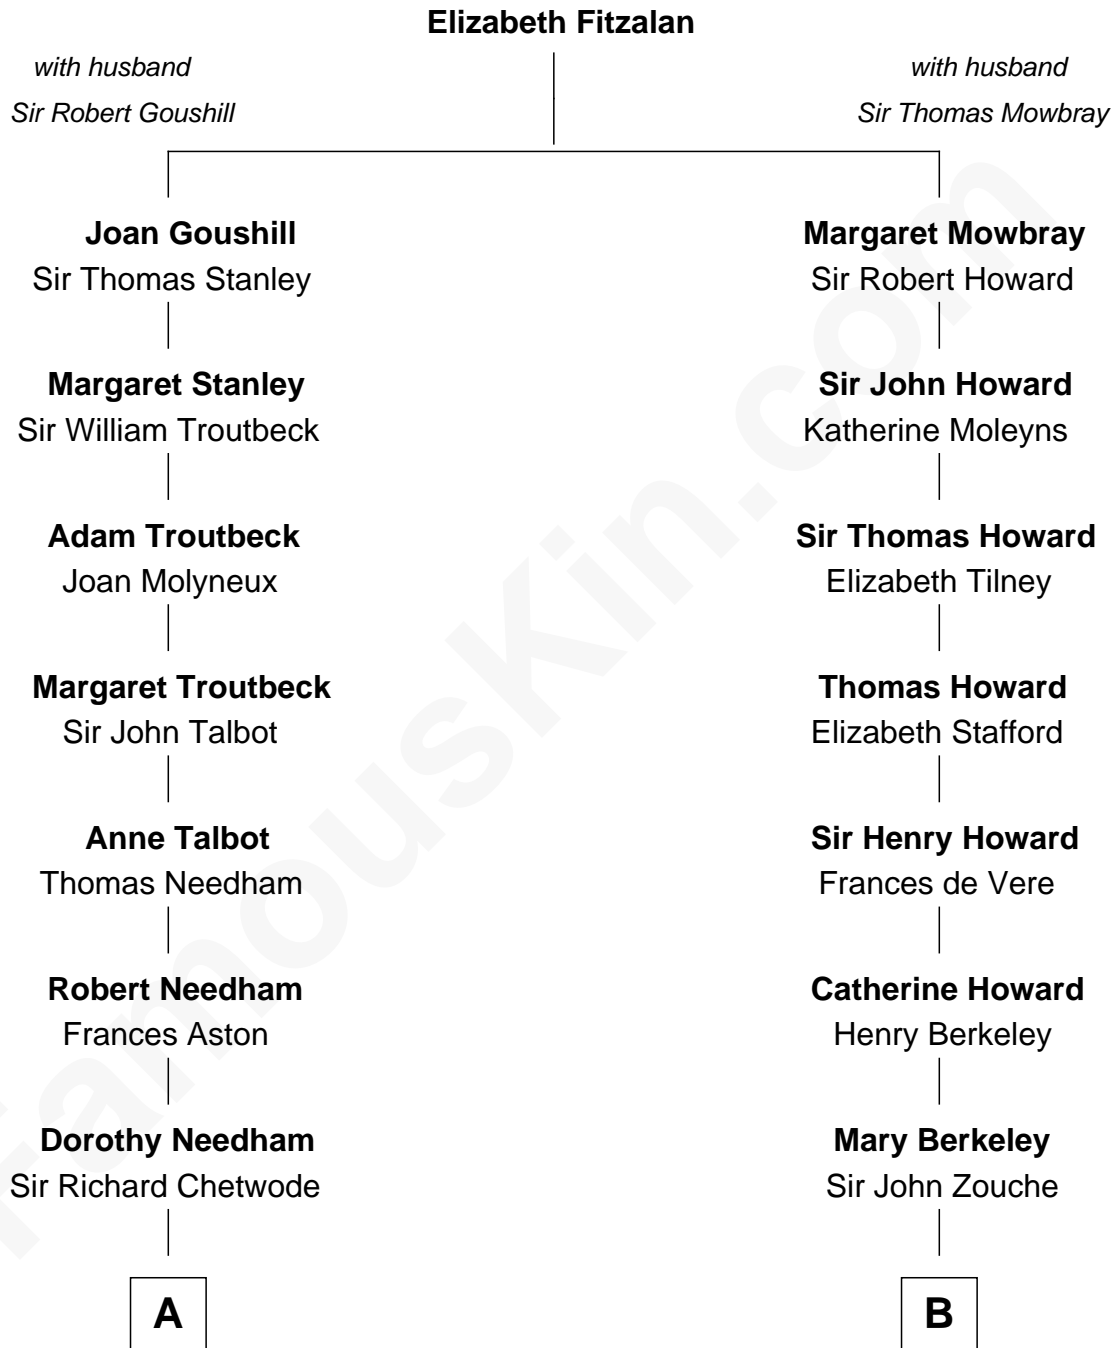 Elizabeth Fitzalan
with husband
Sir Robert Goushill
with husband
Sir Thomas Mowbray
Joan Goushill
Sir Thomas Stanley
Margaret Stanley
Sir William Troutbeck
Adam Troutbeck
Joan Molyneux
Margaret Troutbeck
Sir John Talbot
Anne Talbot
Thomas Needham
Robert Needham
Frances Aston
Dorothy Needham
Sir Richard Chetwode
A
Margaret Mowbray
Sir Robert Howard
Sir John Howard
Katherine Moleyns
Sir Thomas Howard
Elizabeth Tilney
Thomas Howard
Elizabeth Stafford
Sir Henry Howard
Frances de Vere
Catherine Howard
Henry Berkeley
Mary Berkeley
Sir John Zouche
B
FamousKin.com